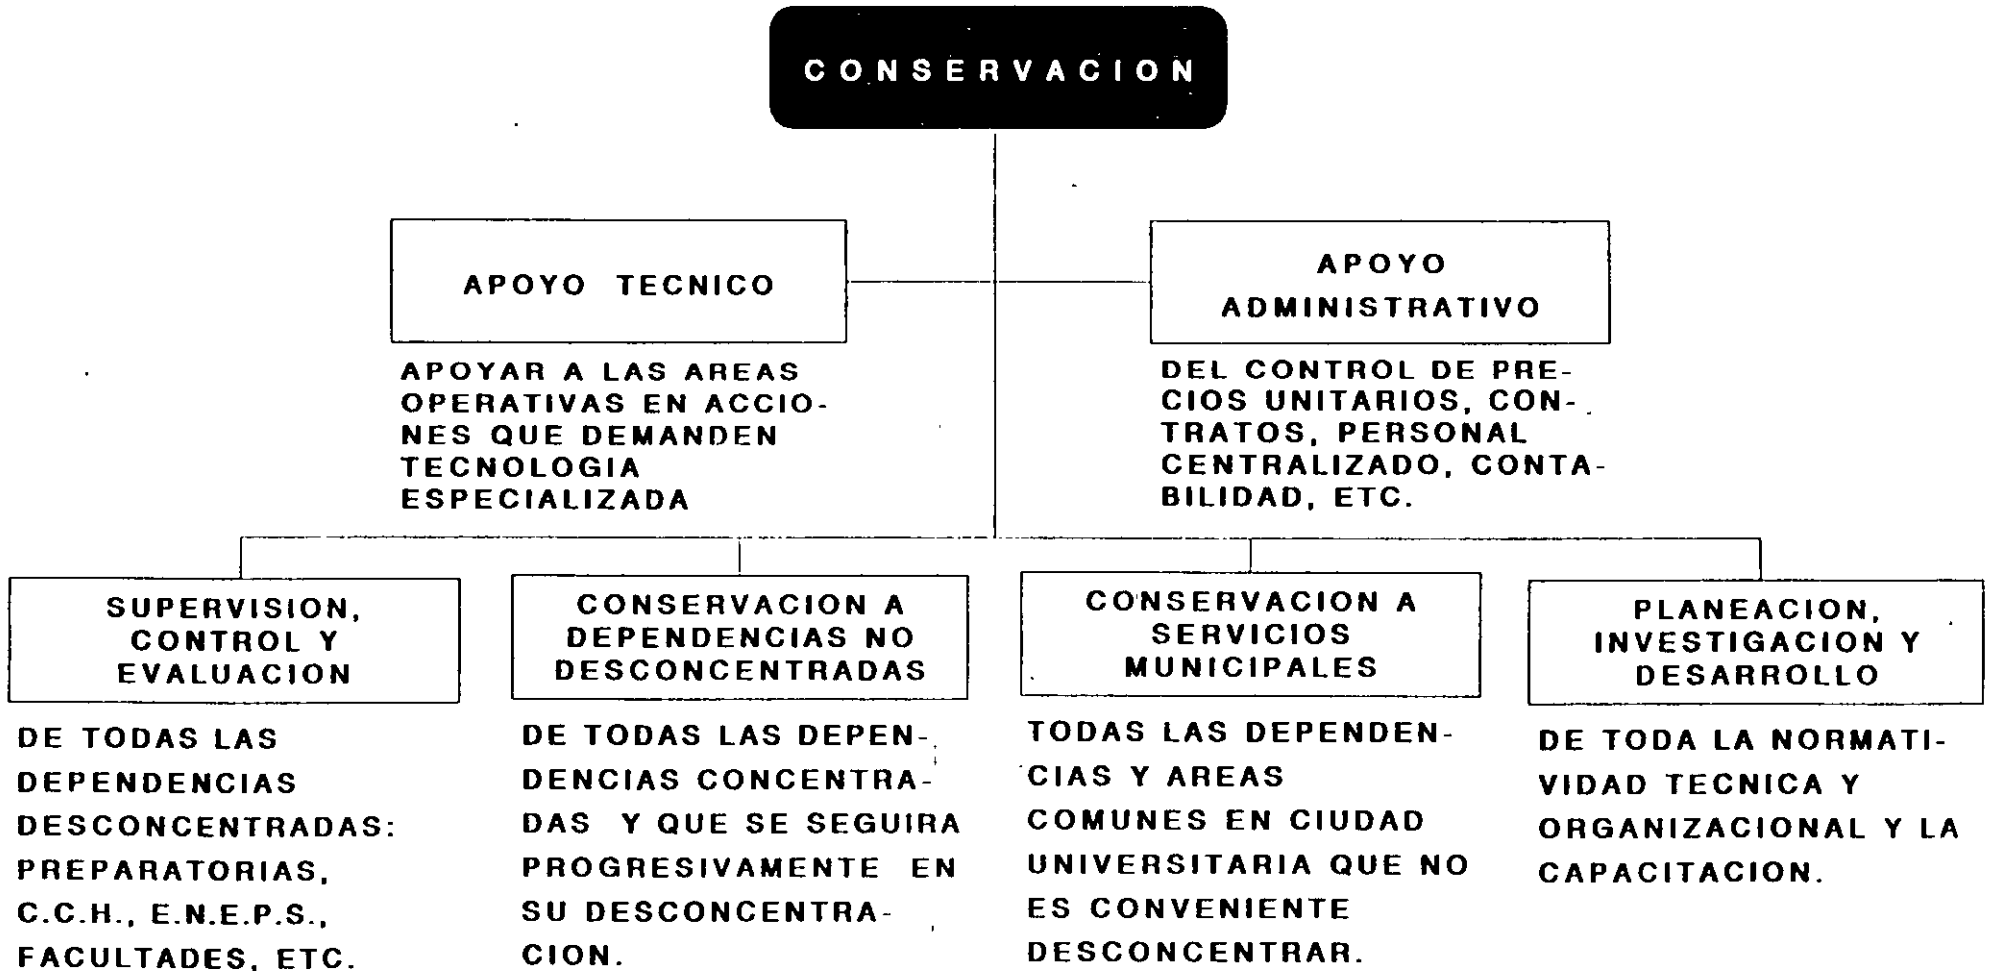 CONSERVACION
APOYO TECNICO
APOYAR A LAS AREAS
OPERATIVAS EN ACCIO-
NES QUE DEMANDEN
TECNOLOGIA
ESPECIALIZADA
APOYO
ADMINISTRATIVO
DEL CONTROL DE PRE-
CIOS UNITARIOS, CON-
TRATOS, PERSONAL
CENTRALIZADO, CONTA-
BILIDAD, ETC.
SUPERVISION,
CONTROL Y
EVALUACION
DE TODAS LAS
DEPENDENCIAS
DESCONCENTRADAS:
PREPARATORIAS,
C.C.H., E.N.E.P.S.,
FACULTADES, ETC.
CONSERVACION A
DEPENDENCIAS NO
DESCONCENTRADAS
DE TODAS LAS DEPEN-
DENCIAS CONCENTRA-
DAS Y QUE SE SEGUIRA
PROGRESIVAMENTE EN
SU DESCONCENTRA-
CION.
CONSERVACION A
SERVICIOS
MUNICIPALES
TODAS LAS DEPENDEN-
CIAS Y AREAS
COMUNES EN CIUDAD
UNIVERSITARIA QUE NO
ES CONVENIENTE
DESCONCENTRAR.
PLANEACION,
INVESTIGACION Y
DESARROLLO
DE TODA LA NORMATI-
VIDAD TECNICA Y
ORGANIZACIONAL Y LA
CAPACITACION.